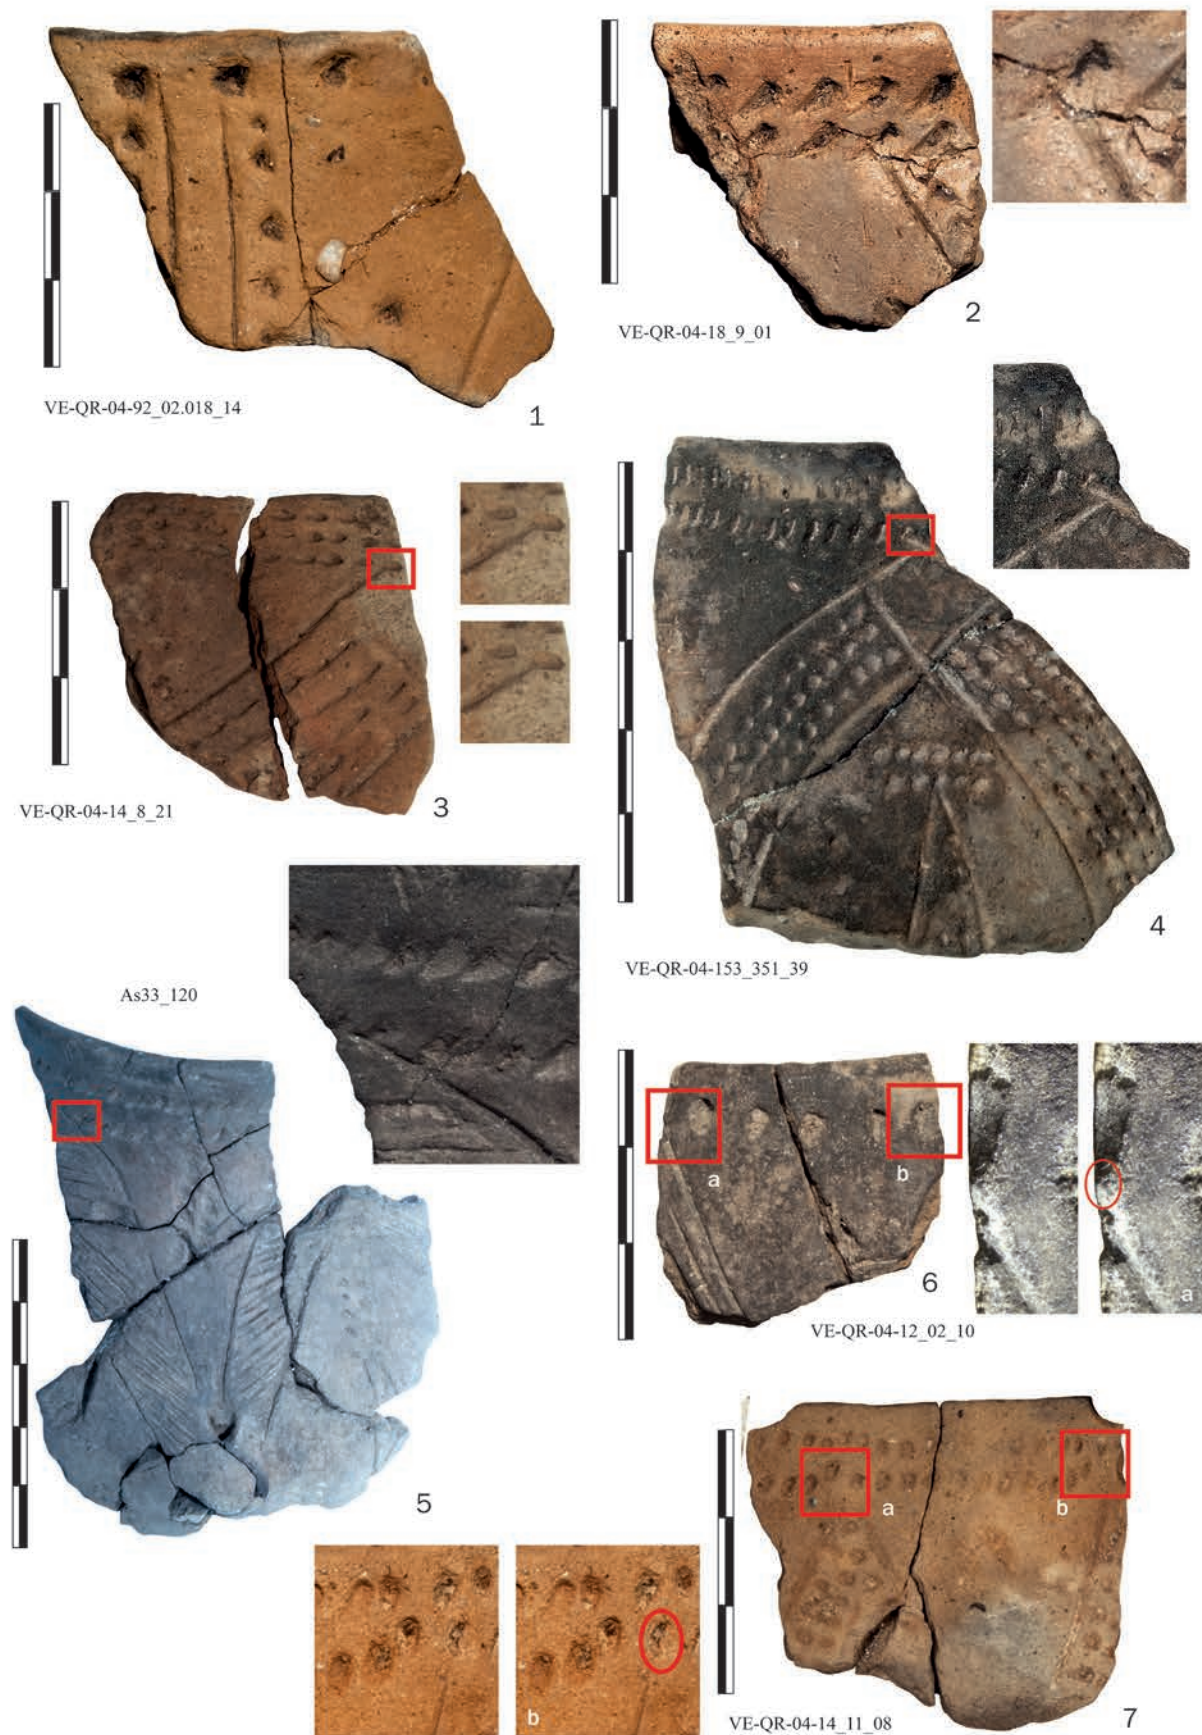 VE-QR-04-92_02.018_14
1
VE-QR-04-18_9_01
2
VE-QR-04-14_8_21
3
VE-QR-04-153_351_39
4
As33_120
5
a
b
6
a
VE-QR-04-12_02_10
a
b
b
VE-QR-04-14_11_08
7